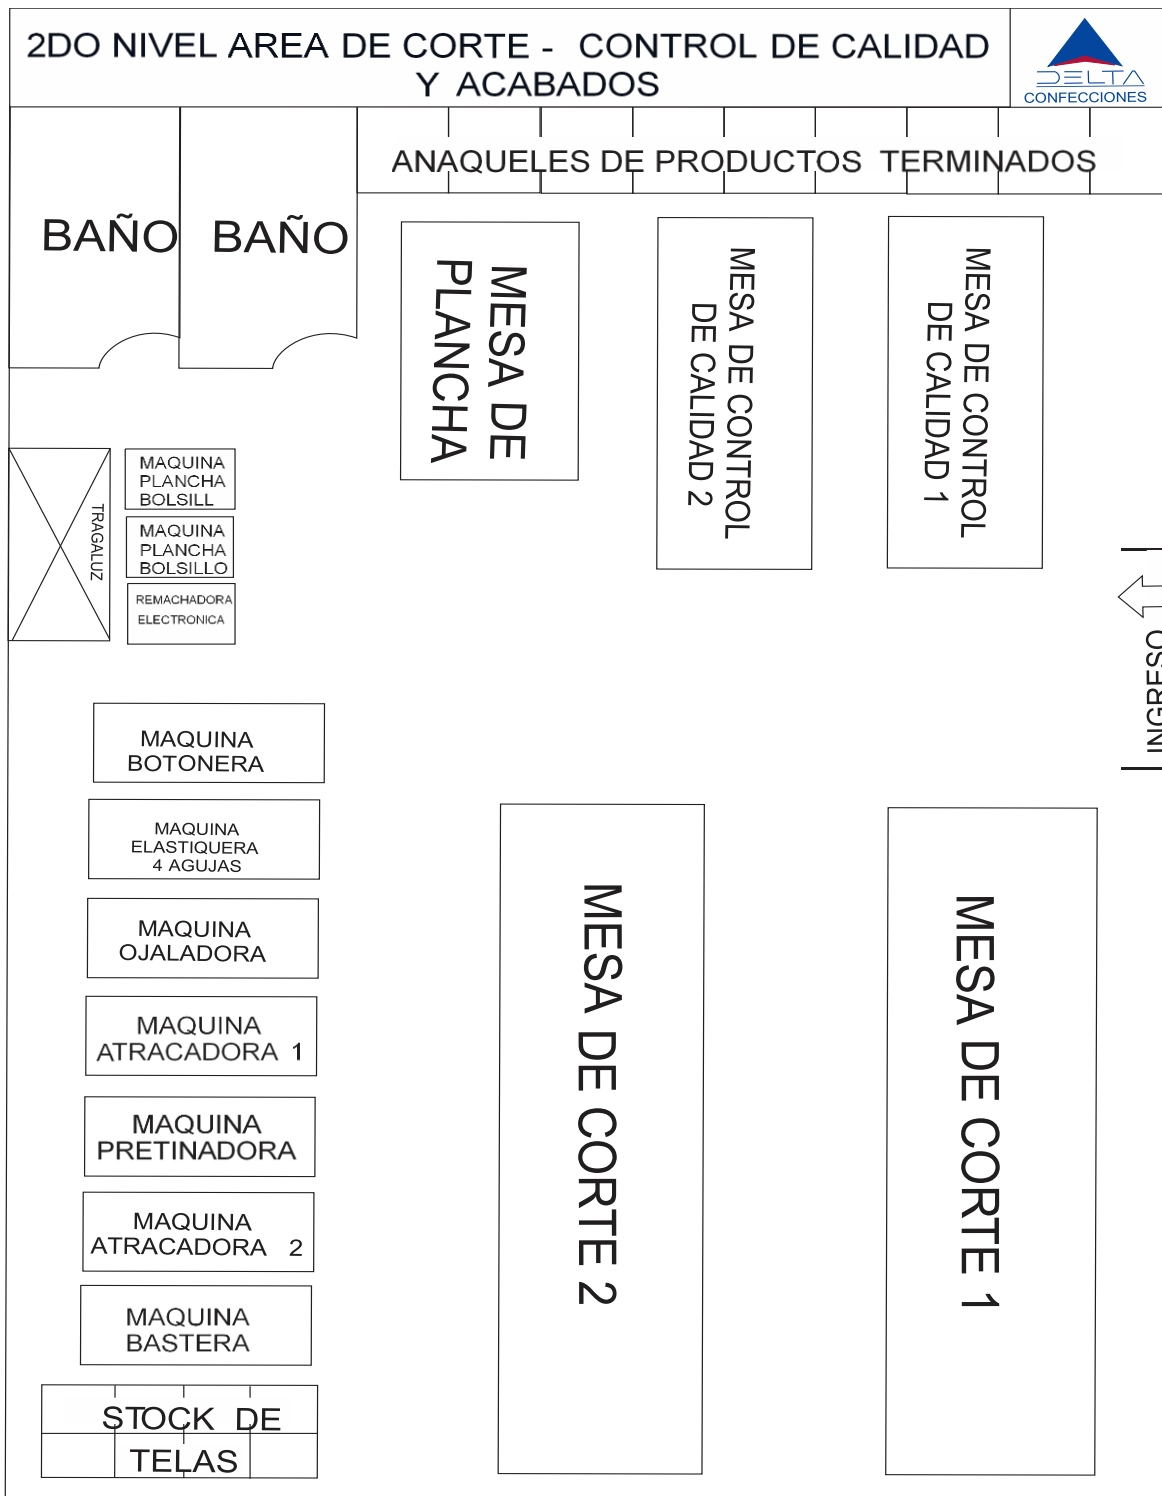 2DO NIVEL AREA DE CORTE - CONTROL DE CALIDAD
Y ACABADOS
DELTA
CONFECCIONES
ANAQUELES DE PRODUCTOS TERMINADOS
BAÑO
BAÑO
MESA DE
PLANCHA
MESA DE CONTROL
DE CALIDAD 2
MESA DE CONTROL
DE CALIDAD 1
TRAGALUZ
MAQUINA
PLANCHA
BOLSILL
MAQUINA
PLANCHA
BOLSILLO
REMACHADORA
ELECTRONICA
INGRESO
MAQUINA
BOTONERA
MAQUINA
ELASTIQUERA
4 AGUJAS
MAQUINA
OJALADORA
MAQUINA
ATRACADORA 1
MAQUINA
PRETINADORA
MAQUINA
ATRACADORA 2
MAQUINA
BASTERA
STOCK DE
TELAS
MESA DE CORTE 2
MESA DE CORTE 1